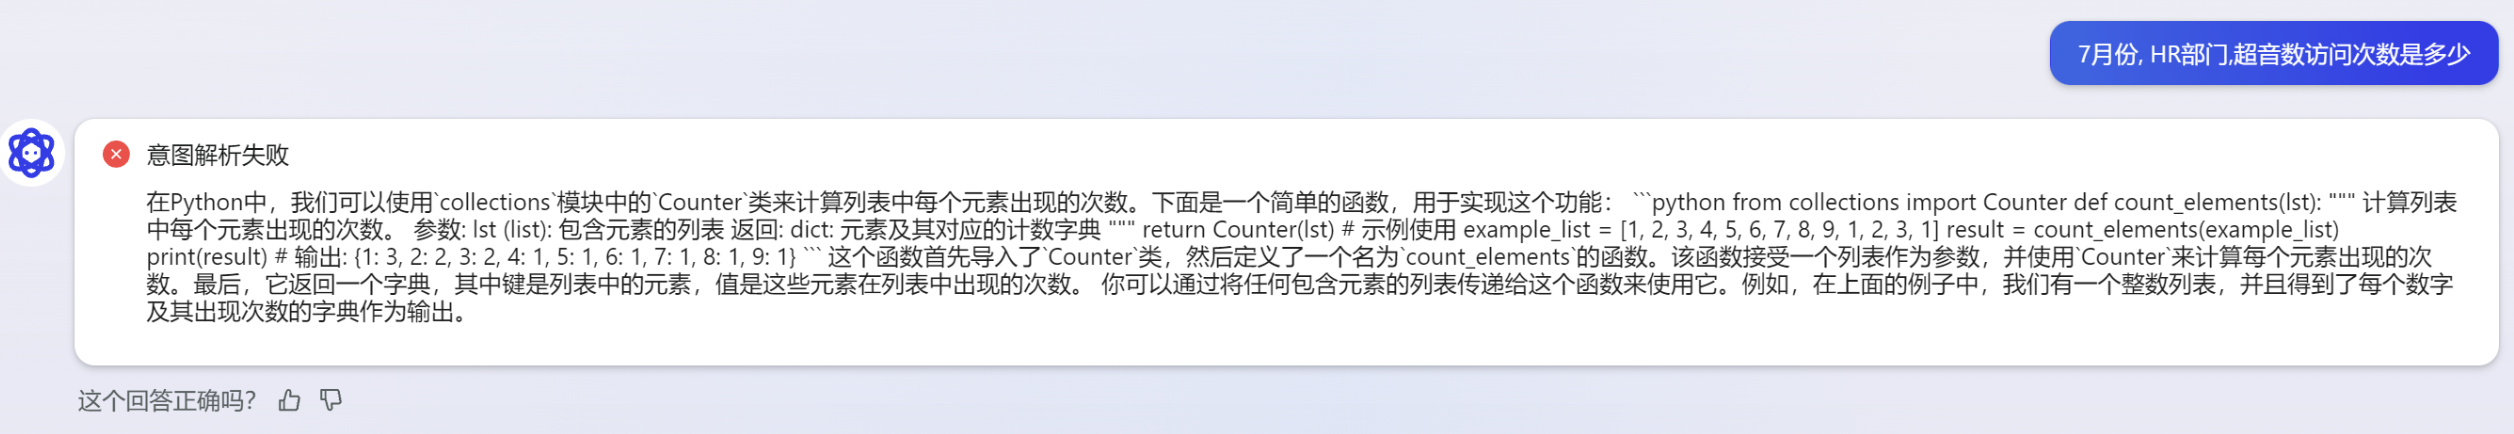 7月份, HR部门,超音数访问次数是多少
意图解析失败
在Python中，我们可以使用`collections`模块中的`Counter`类来计算列表中每个元素出现的次数。下面是一个简单的函数，用于实现这个功能： ```python from collections import Counter def count_elements(lst): """ 计算列表
中每个元素出现的次数。 参数: lst (list): 包含元素的列表 返回: dict: 元素及其对应的计数字典 """ return Counter(lst) # 示例使用 example_list = [1, 2, 3, 4, 5, 6, 7, 8, 9, 1, 2, 3, 1] result = count_elements(example_list)
print(result) # 输出: {1: 3, 2: 2, 3: 2, 4: 1, 5: 1, 6: 1, 7: 1, 8: 1, 9: 1} ``` 这个函数首先导入了`Counter`类，然后定义了一个名为`count_elements`的函数。该函数接受一个列表作为参数，并使用`Counter`来计算每个元素出现的次
数。最后，它返回一个字典，其中键是列表中的元素，值是这些元素在列表中出现的次数。 你可以通过将任何包含元素的列表传递给这个函数来使用它。例如，在上面的例子中，我们有一个整数列表，并且得到了每个数字
及其出现次数的字典作为输出。
这个回答正确吗？